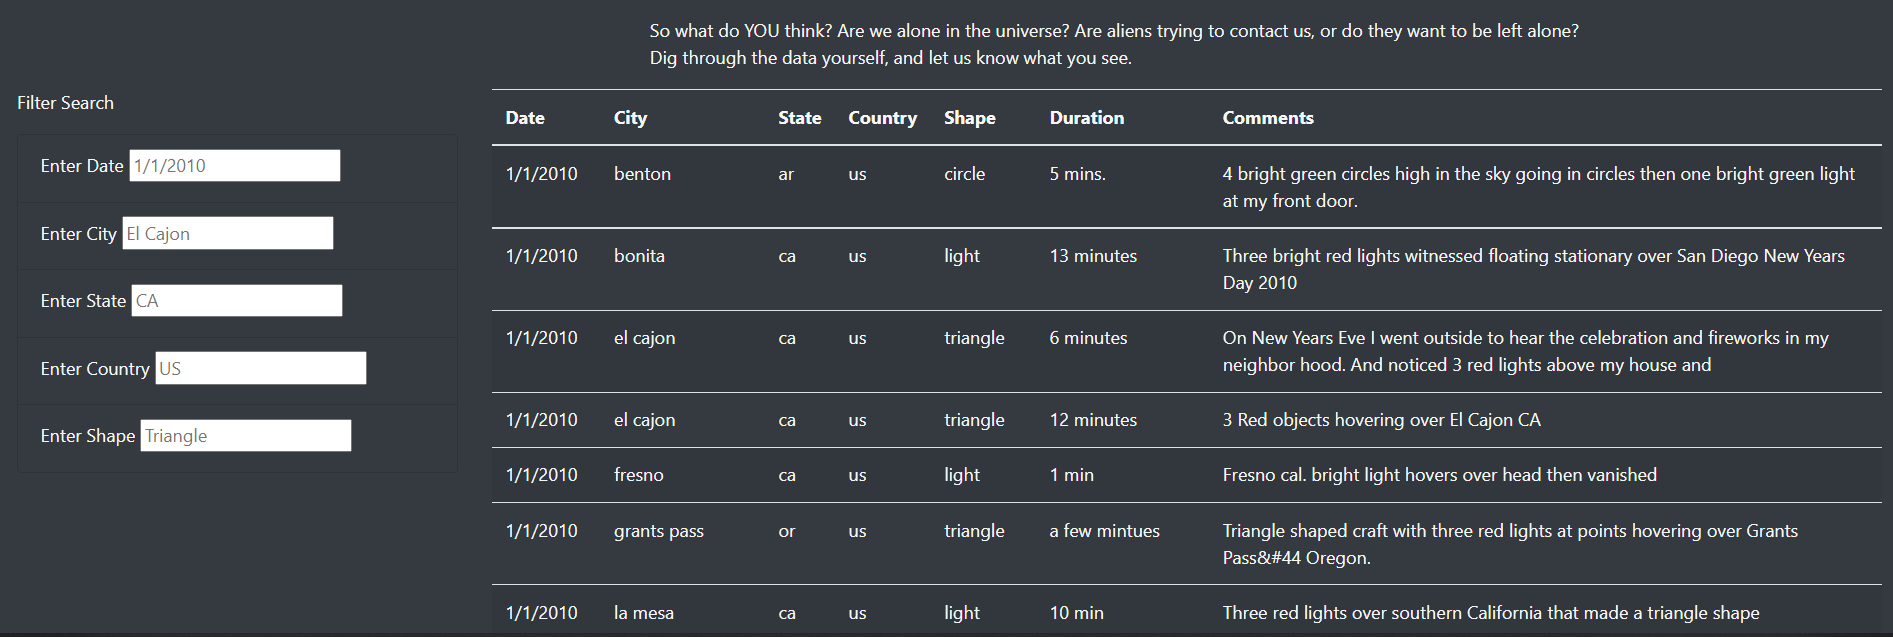 So what do YOU think? Are we alone in the universe? Are aliens trying to contact us, or do they want to be left alone?
Dig through the data yourself, and let us know what you see.
Filter Search
Enter Date 1/1/2010
Enter City El Cajon
Enter State CA
Enter Country US
Enter Shape Triangle
Date City State Country Shape Duration Comments
1/1/2010 benton ar us circle 5 mins. 4 bright green circles high in the sky going in circles then one bright green light
at my front door.
1/1/2010 bonita ca us light 13 minutes Three bright red lights witnessed floating stationary over San Diego New Years
Day 2010
1/1/2010 el cajon ca us triangle 6 minutes On New Years Eve I went outside to hear the celebration and fireworks in my
neighbor hood. And noticed 3 red lights above my house and
1/1/2010 el cajon ca us triangle 12 minutes 3 Red objects hovering over El Cajon CA
1/1/2010 fresno ca us light 1 min Fresno cal. bright light hovers over head then vanished
1/1/2010 grants pass or us triangle a few mintues Triangle shaped craft with three red lights at points hovering over Grants
Pass&#44 Oregon.
1/1/2010 la mesa ca us light 10 min Three red lights over southern California that made a triangle shape